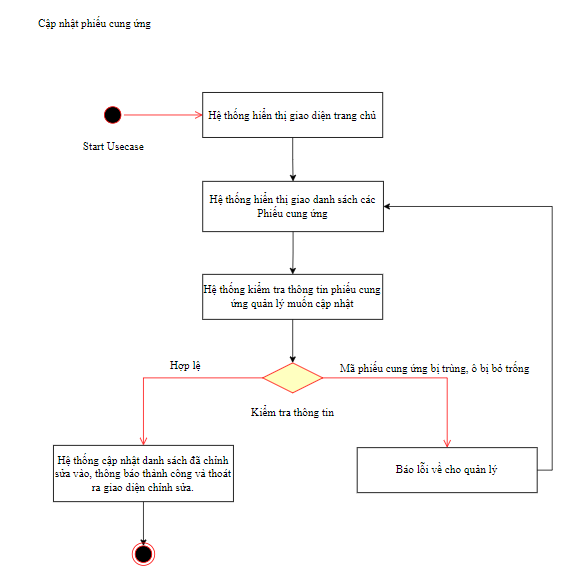 Cập nhật phiếu cung ứng
Hệ thống hiển thị giao diện trang chủ
Start Usecase
Hệ thống hiển thị giao danh sách các
Phiếu cung ứng
Hệ thống kiểm tra thông tin phiếu cung
ứng quản lý muốn cập nhật
Hợp lệ
Mã phiếu cung ứng bị trùng, ô bị bỏ trống
Kiểm tra thông tin
Hệ thống cập nhật danh sách đã chỉnh
sửa vào, thông báo thành công và thoát
ra giao diện chỉnh sửa.
Báo lỗi về cho quản lý